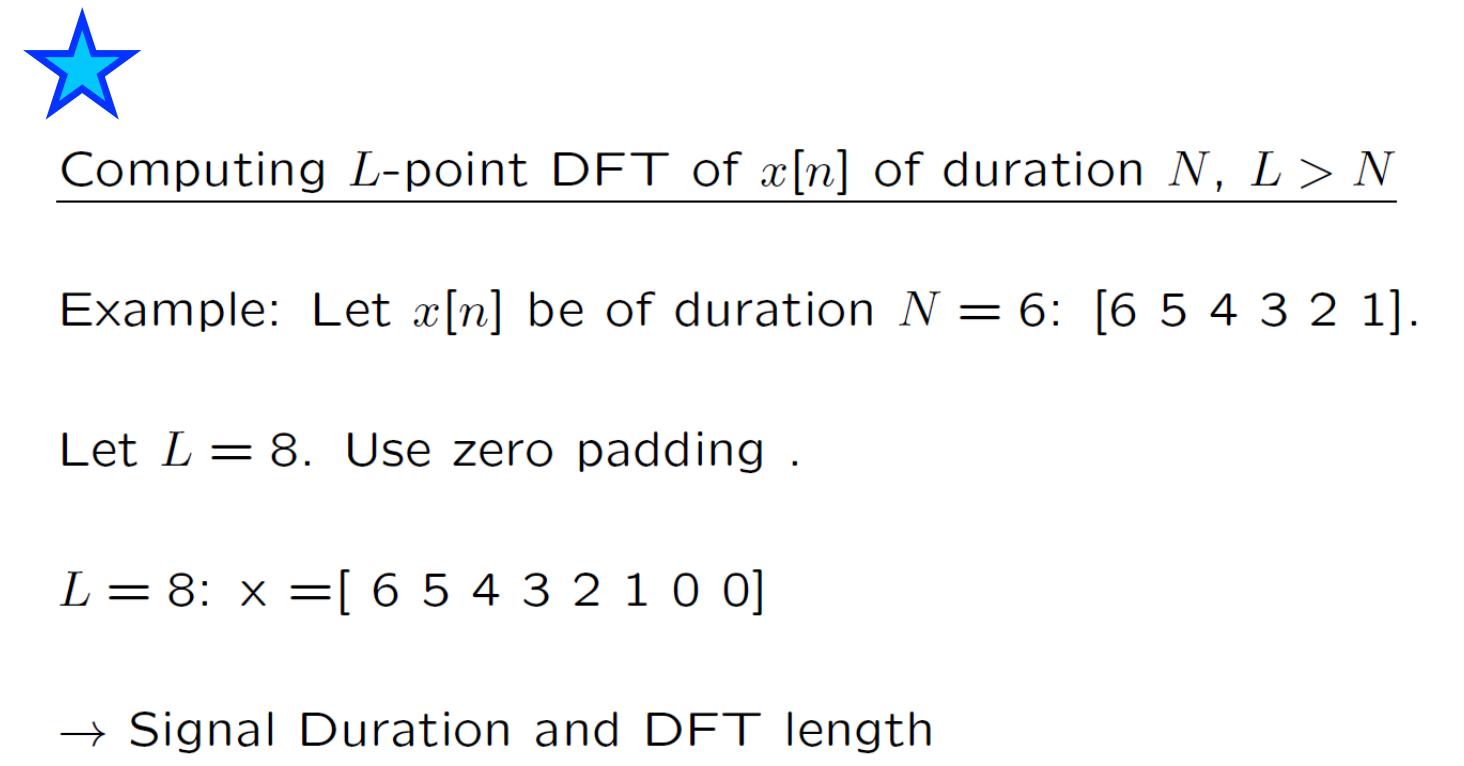 Computing L-point DFT of x[n] of duration N, L > N
Example: Let x[n] be of duration N = 6: [6 5 4 3 2 1].
Let L = 8. Use zero padding .
L = 8: x =[ 6 5 4 3 2 1 0 0]
→ Signal Duration and DFT length